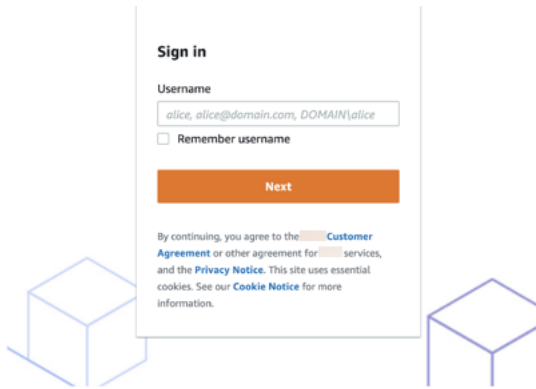 Sign in
Username
alice, alice@domain.com, DOMAIN\alice
Remember username
Next
By continuing, you agree to the Customer
Agreement or other agreement for services,
and the Privacy Notice. This site uses essential
cookies. See our Cookie Notice for more
information.